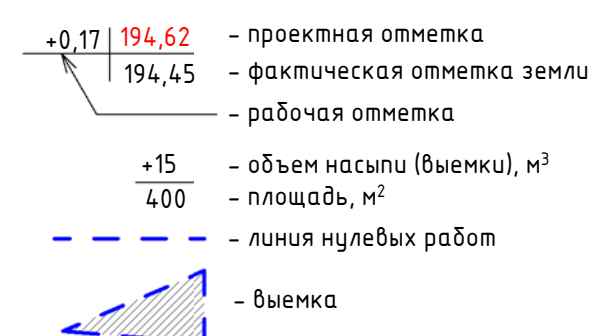 +0,17 194,62 – проектная отметка
194,45 – фактическая отметка земли
– рабочая отметка
+15 – объем насыпи (выемки), м³
400 – площадь, м²
– линия нулевых работ
– выемка